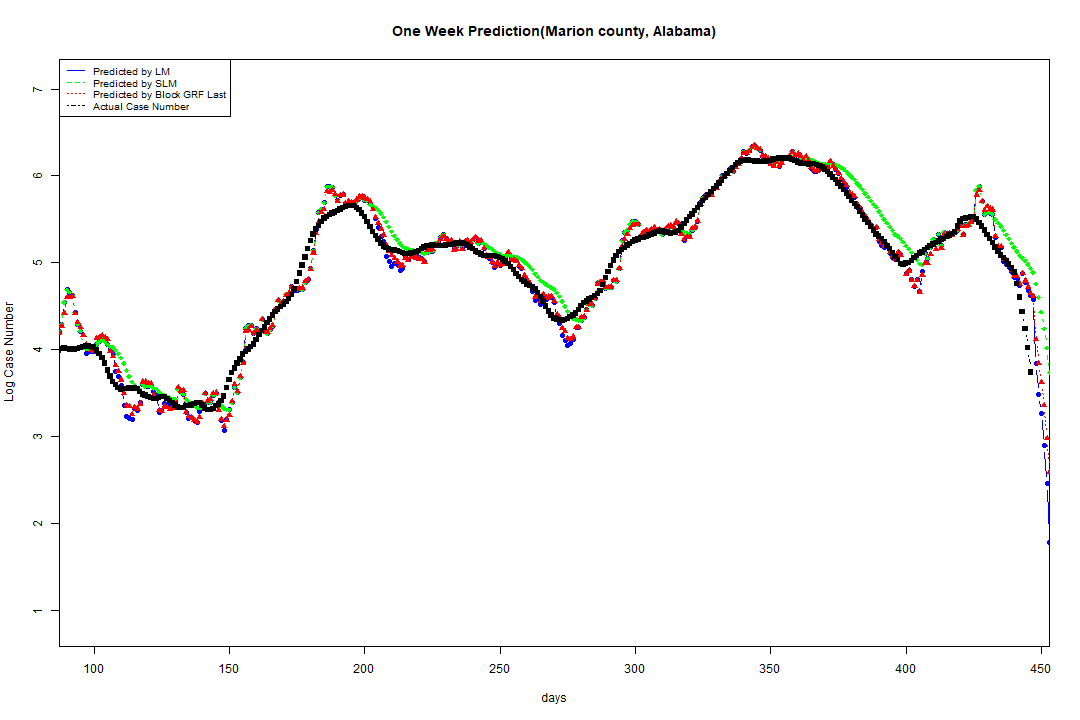 One Week Prediction(Marion county, Alabama)
Predicted by LM
Predicted by SLM
Predicted by Block GRF Last
Actual Case Number
7
6
5
4
3
2
1
Log Case Number
100 150 200 250 300 350 400 450
days